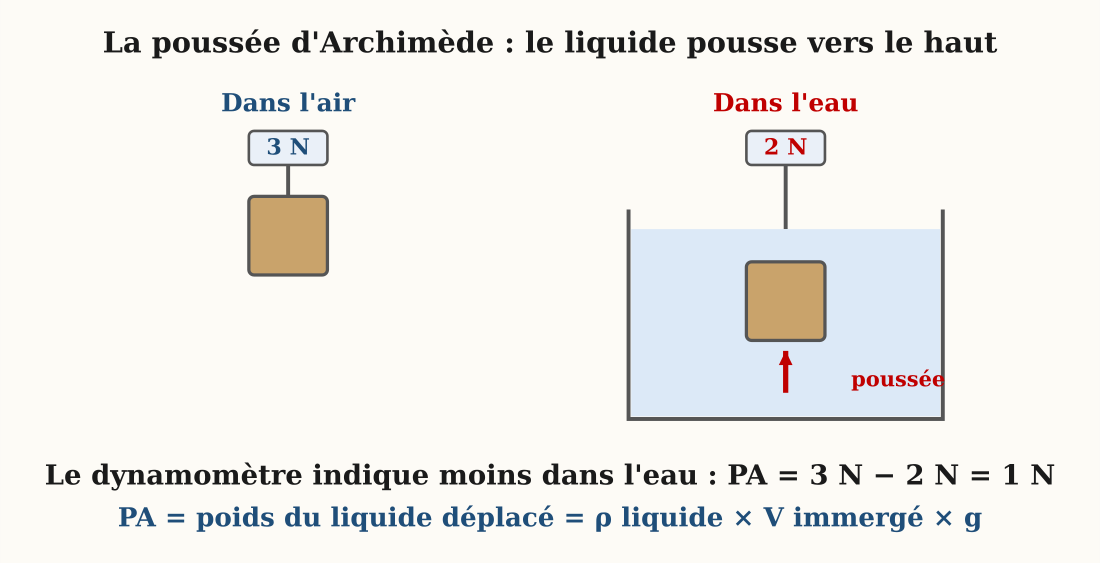 La poussée d'Archimède : le liquide pousse vers le haut
Dans l'air
Dans l'eau
3 N
2 N
poussée
Le dynamomètre indique moins dans l'eau : PA = 3 N − 2 N = 1 N
PA = poids du liquide déplacé = ρ liquide × V immergé × g